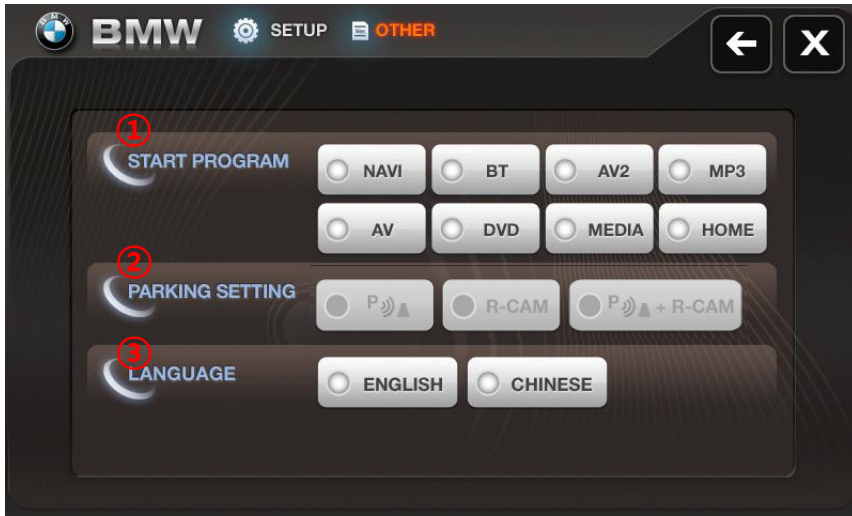 BMW SETUP OTHER X
①
START PROGRAM NAVI BT AV2 MP3
AV DVD MEDIA HOME
②
PARKING SETTING P R-CAM P + R-CAM
③
LANGUAGE ENGLISH CHINESE